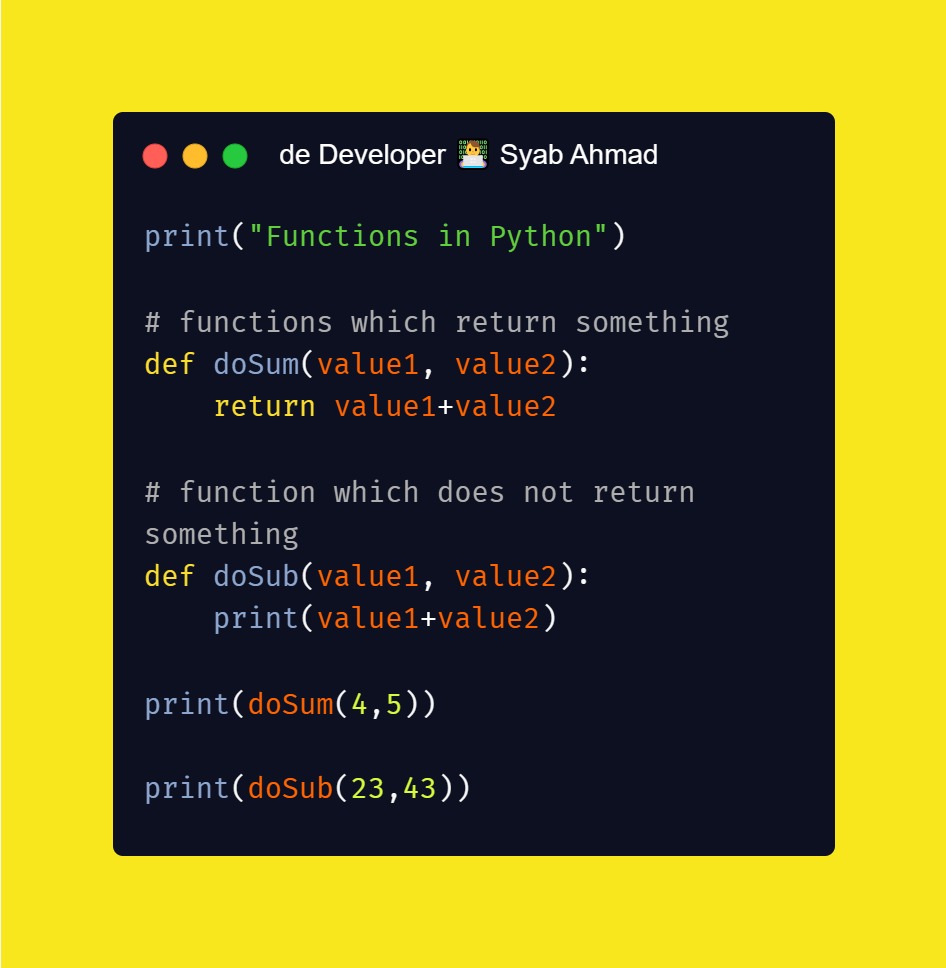 de Developer 👨‍💻 Syab Ahmad
print("Functions in Python")
# functions which return something
def doSum(value1, value2):
    return value1+value2
# function which does not return
something
def doSub(value1, value2):
    print(value1+value2)
print(doSum(4,5))
print(doSub(23,43))